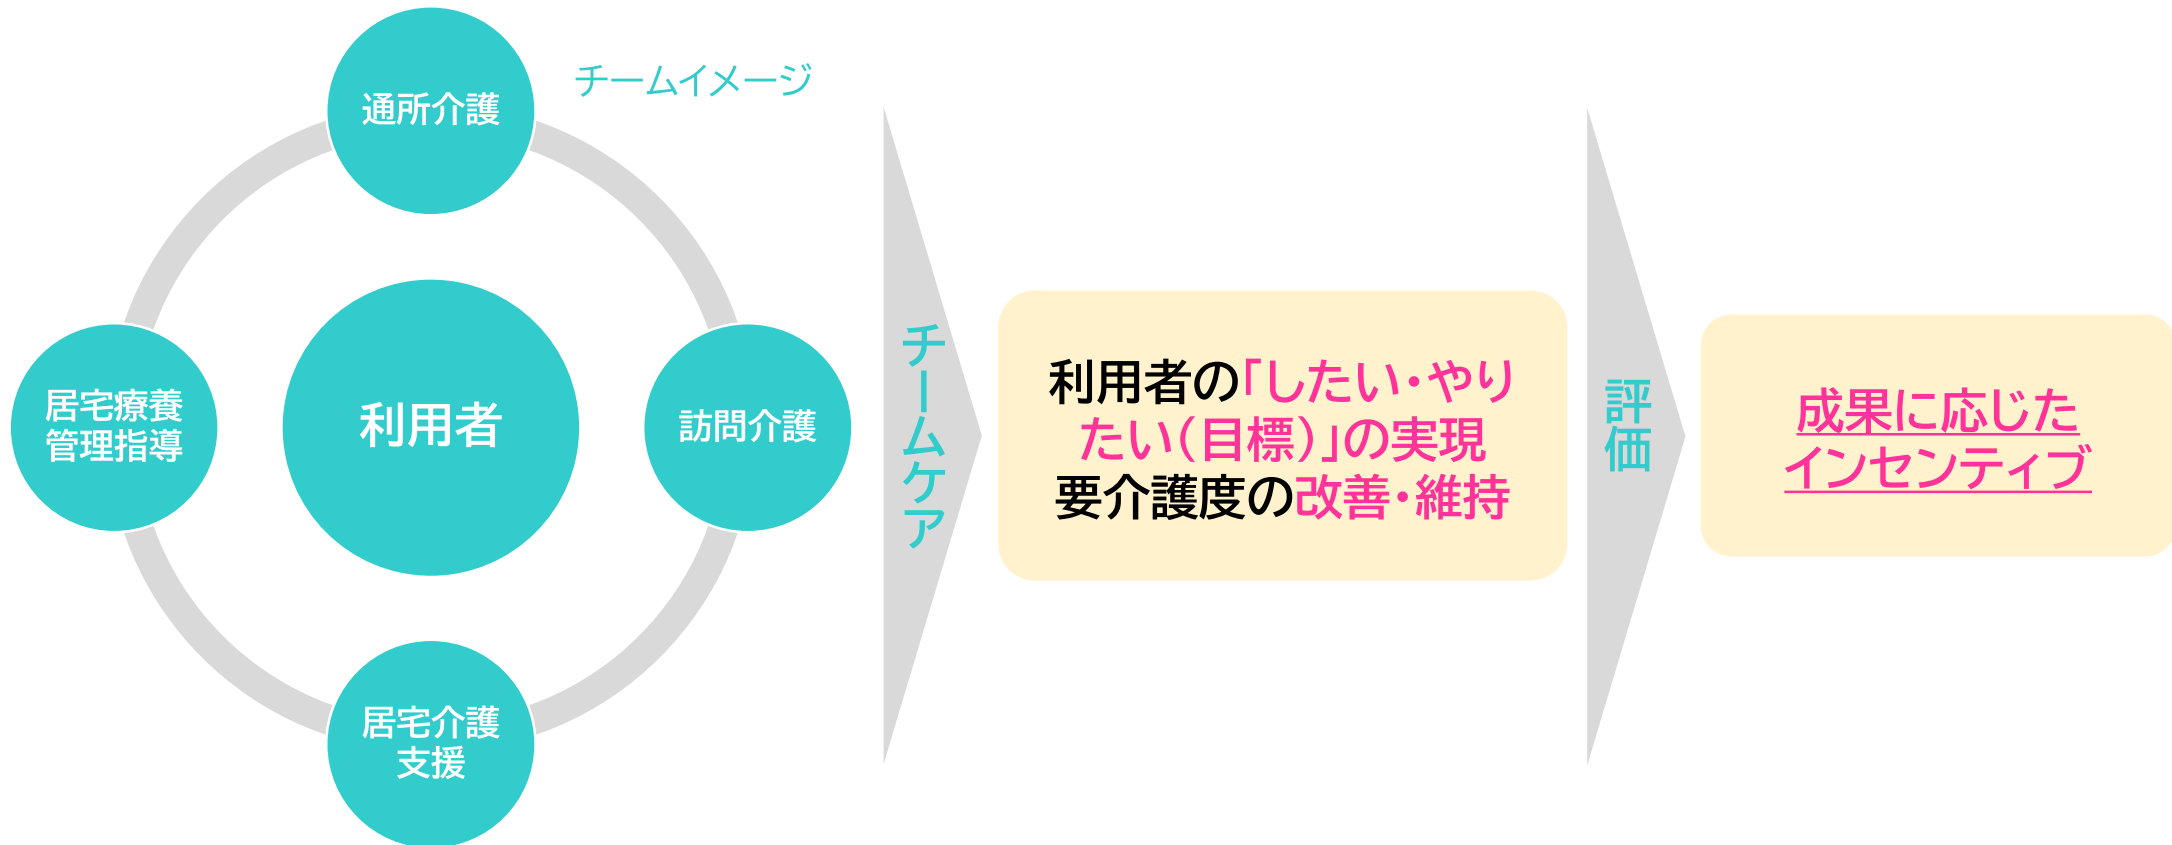 チームイメージ
通所介護
居宅療養
管理指導
利用者
訪問介護
居宅介護
支援
チームケア
利用者の「したい・やり
たい（目標）」の実現
要介護度の改善・維持
評価
成果に応じた
インセンティブ